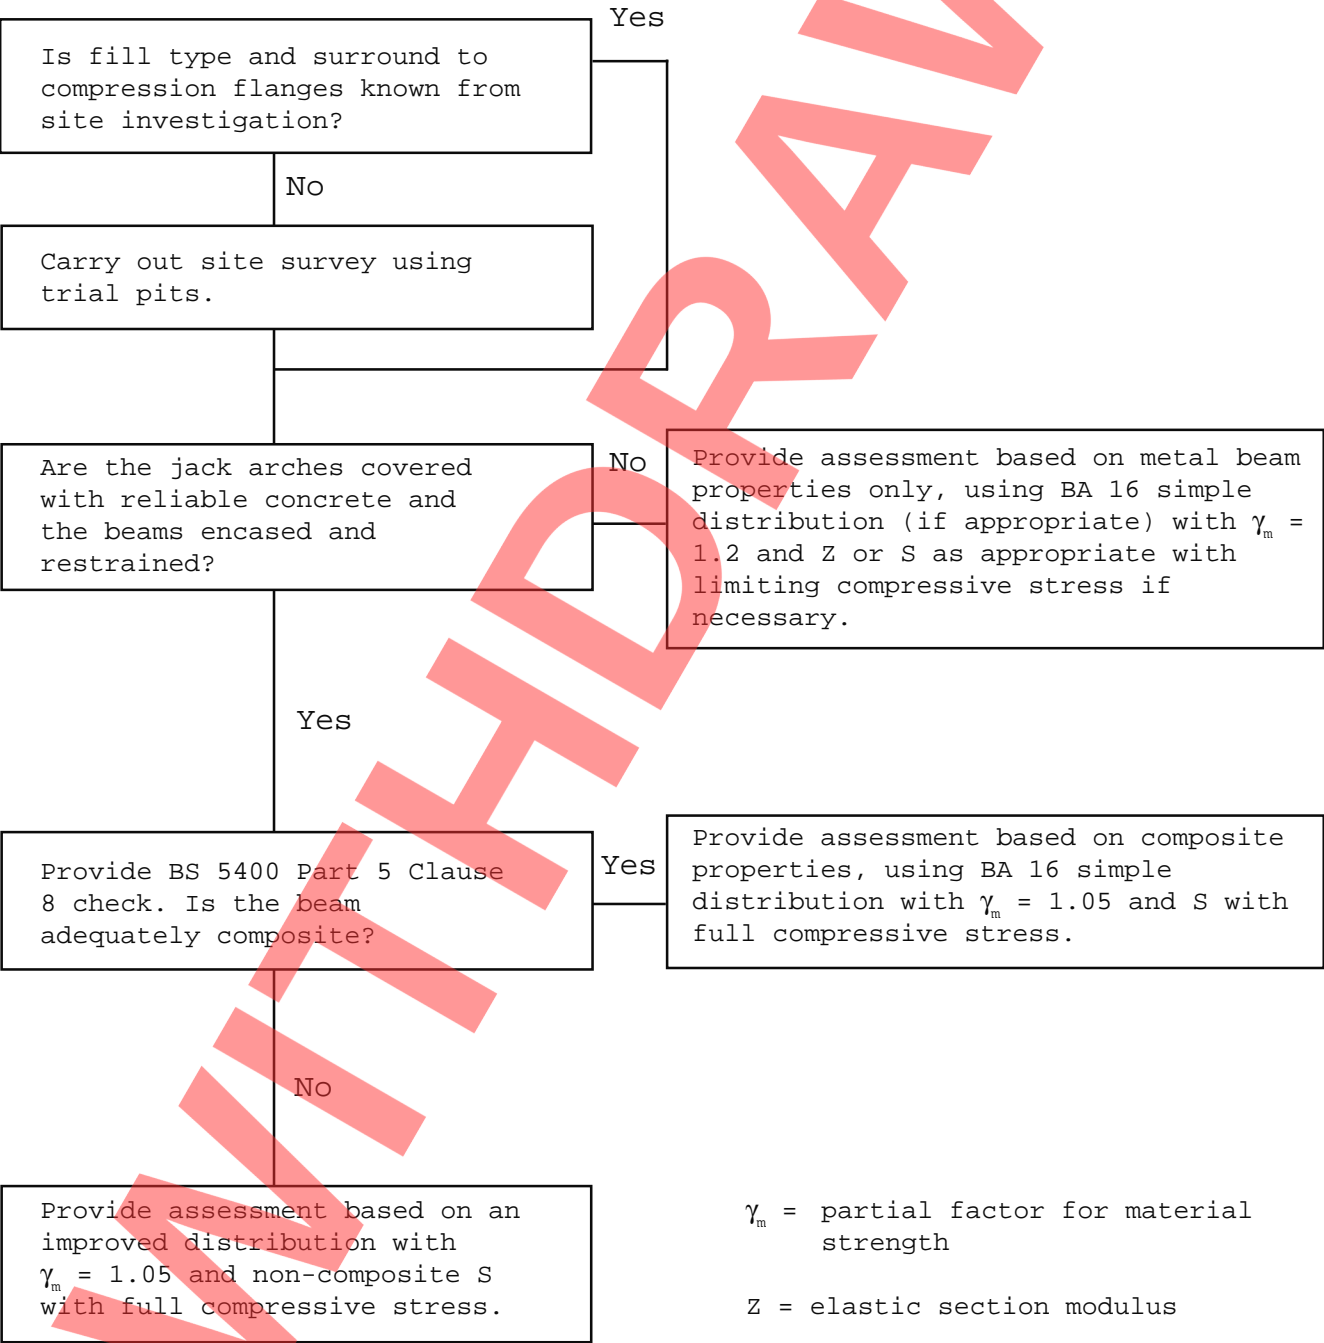 Yes
Is fill type and surround to
compression flanges known from
site investigation?
No
Carry out site survey using
trial pits.
Are the jack arches covered
with reliable concrete and
the beams encased and
restrained?
No
Provide assessment based on metal beam
properties only, using BA 16 simple
distribution (if appropriate) with γm =
1.2 and Z or S as appropriate with
limiting compressive stress if
necessary.
Yes
Provide BS 5400 Part 5 Clause
8 check. Is the beam
adequately composite?
Yes
Provide assessment based on composite
properties, using BA 16 simple
distribution with γm = 1.05 and S with
full compressive stress.
No
Provide assessment based on an
improved distribution with
γm = 1.05 and non-composite S
with full compressive stress.
γm = partial factor for material
strength
Z = elastic section modulus
WITHDRAW